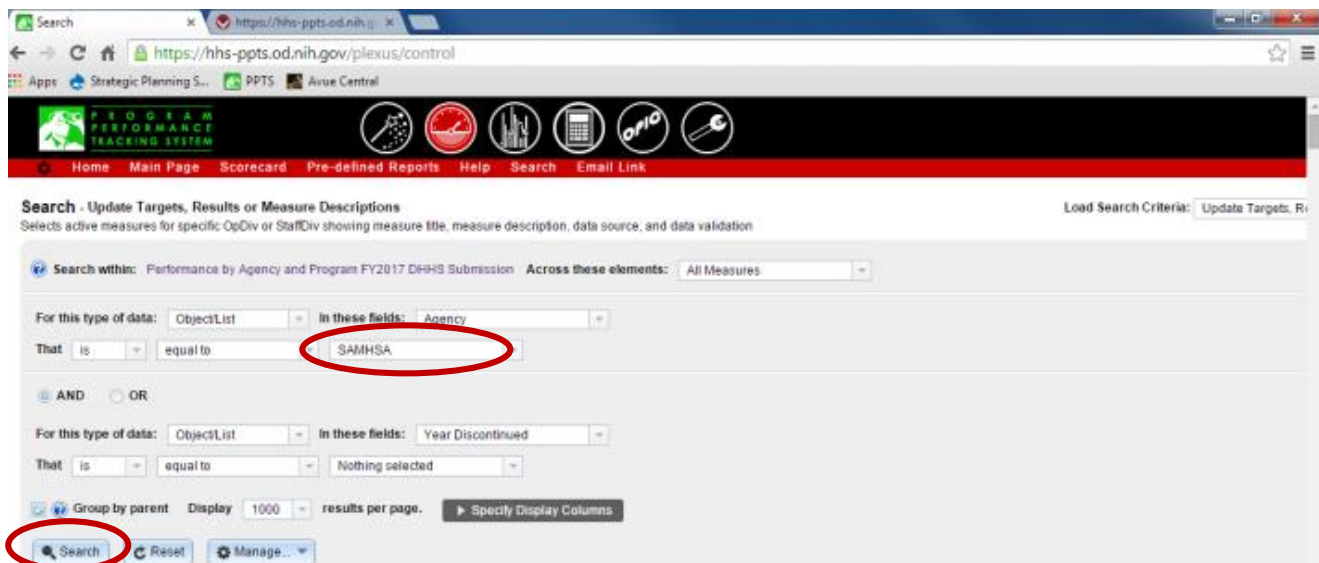 Search
https://hhs-ppts.od.nih.g
https://hhs-ppts.od.nih.gov/plexus/control
Apps Strategic Planning S... PPTS Avue Central
PROGRAM
PERFORMANCE
TRACKING SYSTEM
OPIO
Home Main Page Scorecard Pre-defined Reports Help Search Email Link
Search - Update Targets, Results or Measure Descriptions
Load Search Criteria: Update Targets, Re
Selects active measures for specific OpDiv or StaffDiv showing measure title, measure description, data source, and data validation
Search within: Performance by Agency and Program FY2017 DHHS Submission Across these elements: All Measures
For this type of data: Object/List In these fields: Agency
That is equal to SAMHSA
AND OR
For this type of data: Object/List In these fields: Year Discontinued
That is equal to Nothing selected
Group by parent Display 1000 results per page. Specify Display Columns
Search Reset Manage...